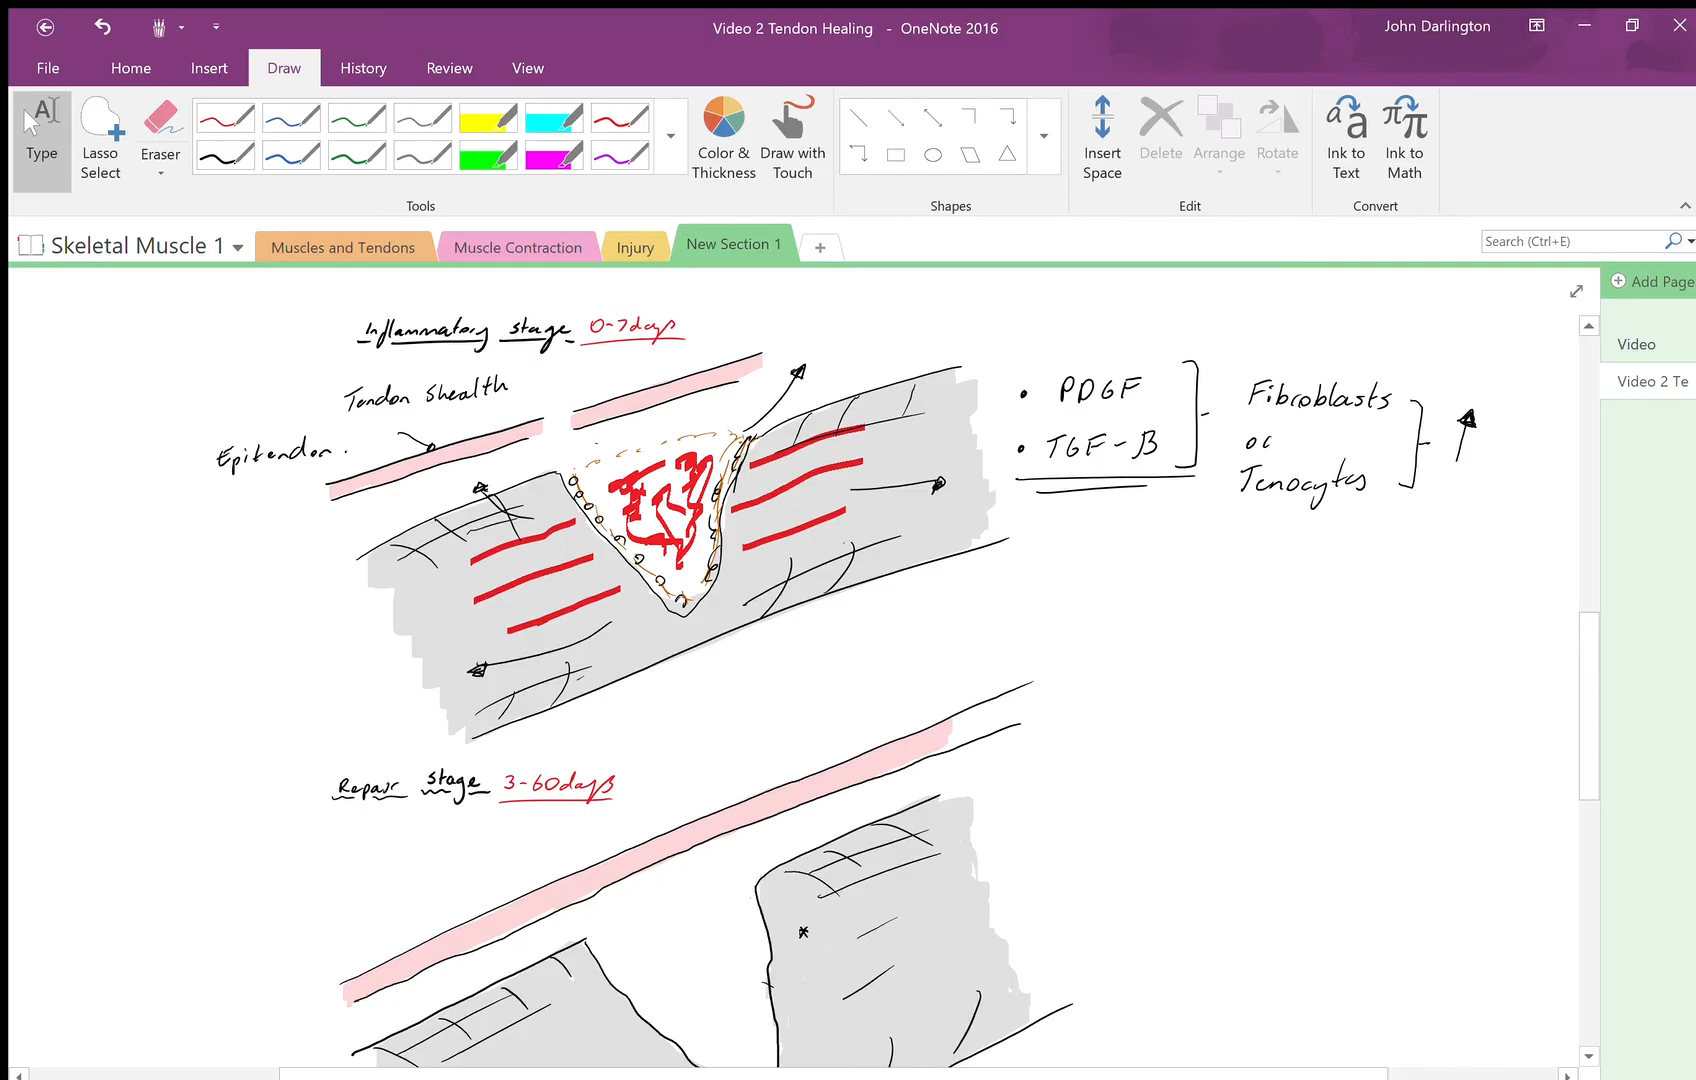 Video 2 Tendon Healing - OneNote 2016
John Darlington
File Home Insert Draw History Review View
Type
Lasso Select
Eraser
Color & Thickness
Draw with Touch
Insert Space
Delete
Arrange
Rotate
Ink to Text
Ink to Math
Tools
Shapes
Edit
Convert
Skeletal Muscle 1
Muscles and Tendons
Muscle Contraction
Injury
New Section 1
Search (Ctrl+E)
Add Page
Video
Video 2 Te
Inflammatory stage 0-7days
Tendon Shealth
Epitendon.
• PDGF
• TGF-β
Fibroblasts
or
Tenocytes
Repair stage 3-60days